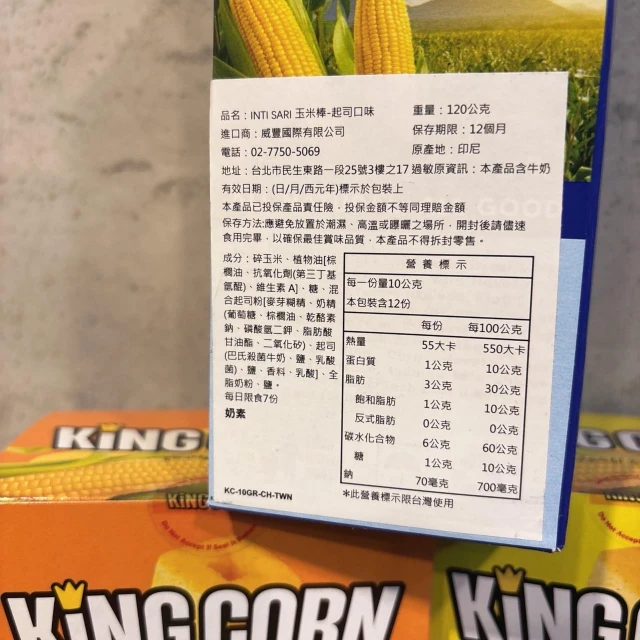 品名：INTI SARI 玉米棒-起司口味
重量：120公克
進口商：威豐國際有限公司
保存期限：12個月
電話：02-7750-5069
原產地：印尼
地址：台北市民生東路一段25號3樓之17 過敏原資訊：本產品含牛奶
有效日期：(日/月/西元年)標示於包裝上
本產品已投保產品責任險，投保金額不等同理賠金額
保存方法:應避免放置於潮濕、高溫或曝曬之場所，開封後請儘速
食用完畢，以確保最佳賞味品質，本產品不得拆封零售。
成分：碎玉米、植物油[棕
櫚油、抗氧化劑(第三丁基
氫醌)、維生素A]、糖、混
合起司粉[麥芽糊精、奶精
(葡萄糖、棕櫚油、乾酪素
鈉、磷酸氫二鉀、脂肪酸
甘油酯、二氧化矽)、起司
(巴氏殺菌牛奶、鹽、乳酸
菌)、鹽、香料、乳酸]、全
脂奶粉、鹽。
每日限食7份
奶素
KC-10GR-CH-TWN
營養標示
每一份量10公克
本包裝含12份
每份 每100公克
熱量 55大卡 550大卡
蛋白質 1公克 10公克
脂肪 3公克 30公克
飽和脂肪 1公克 10公克
反式脂肪 0公克 0公克
碳水化合物 6公克 60公克
糖 1公克 10公克
鈉 70毫克 700毫克
＊此營養標示限台灣使用
GOOD
KING
KING
KING CORN
KING